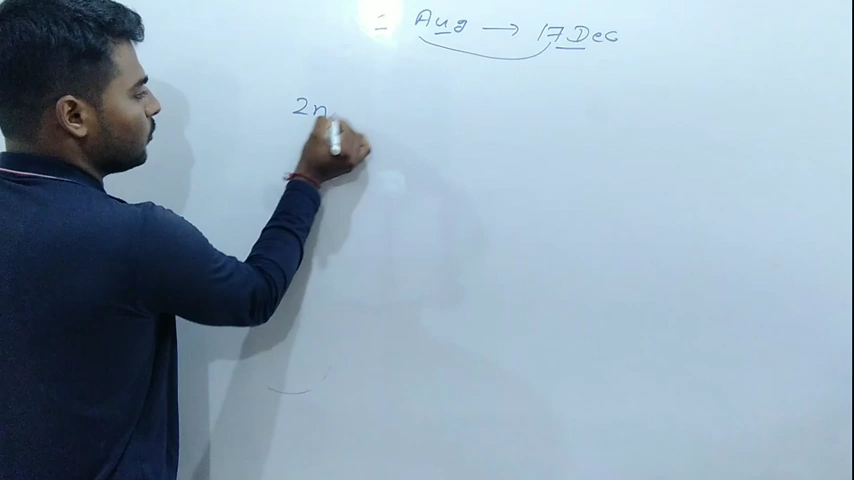 = Aug → 17 Dec
2n